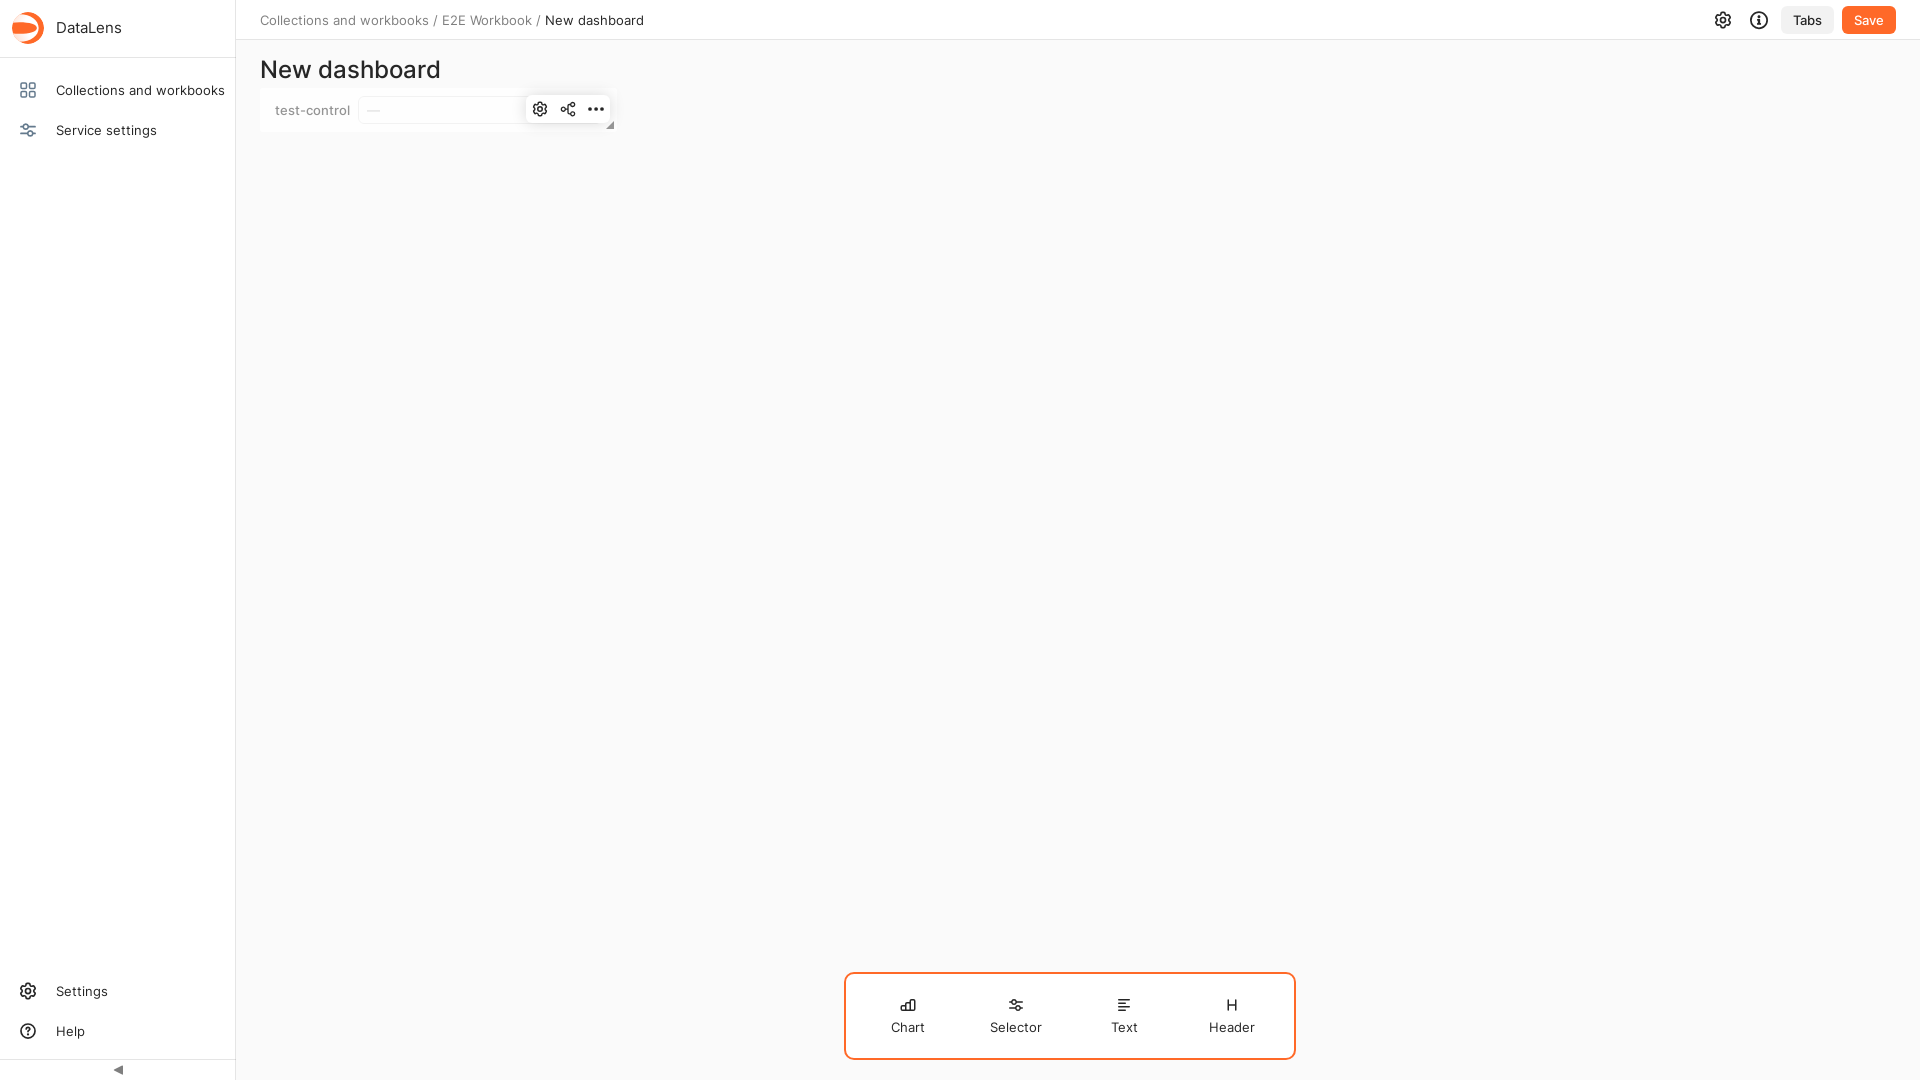 DataLens
Collections and workbooks / E2E Workbook / New dashboard
Tabs
Save
Collections and workbooks
Service settings
New dashboard
test-control
—
Chart
Selector
Text
Header
Settings
Help